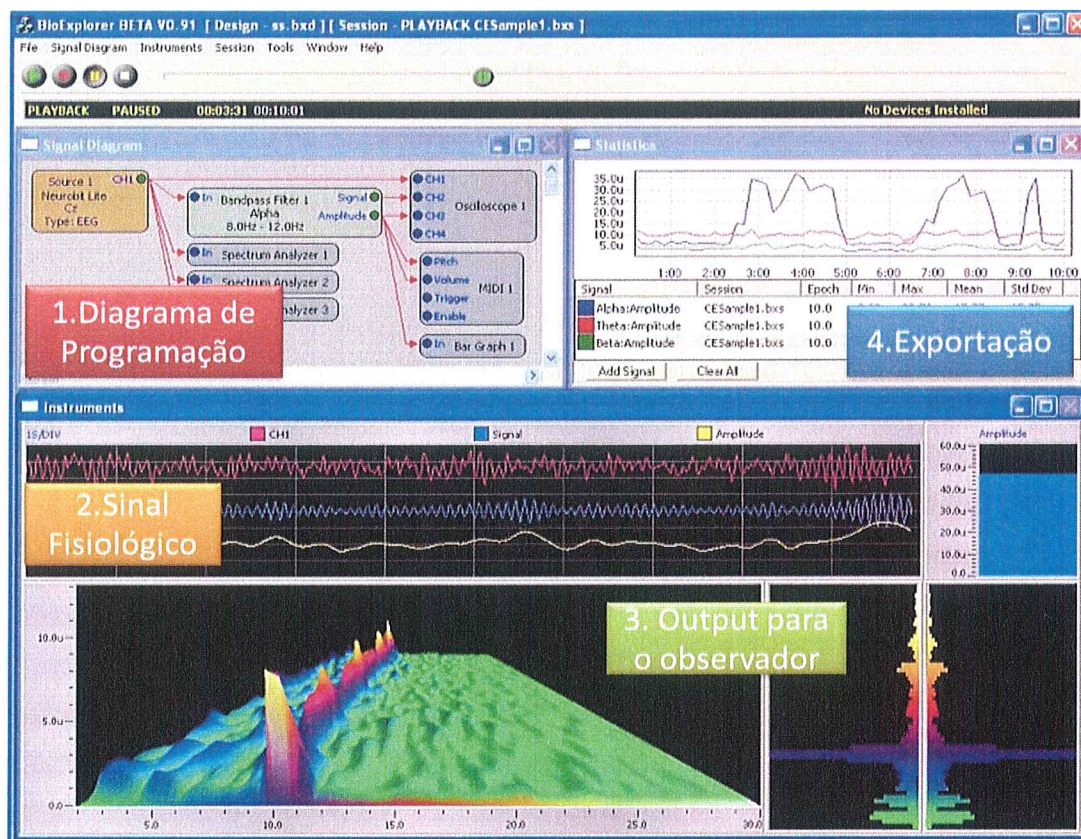 BioExplorer BETA V0.91 [ Design - ss.bxd ] [ Session - PLAYBACK CESample1.bxs ]
File Signal Diagram Instruments Session Tools Window Help
PLAYBACK PAUSED 00:03:31 00:10:01 No Devices Installed
Signal Diagram
Source 1 CH1
Neurobit Lite
Cz
Type: EEG
In Bandpass Filter 1 Signal
Alpha Amplitude
8.0Hz - 12.0Hz
In Spectrum Analyzer 1
In Spectrum Analyzer 2
Analyzer 3
CH1
CH2 Oscilloscope 1
CH3
CH4
Pitch
Volume MIDI 1
Trigger
Enable
In Bar Graph 1
1.Diagrama de
Programação
Statistics
35.0u
30.0u
25.0u
20.0u
15.0u
10.0u
5.0u
1:00 2:00 3:00 4:00 5:00 6:00 7:00 8:00 9:00 10:00
Signal Session Epoch Min Max Mean Std Dev
Alpha:Amplitude CESample1.bxs 10.0
Theta:Amplitude CESample1.bxs 10.0
Beta:Amplitude CESample1.bxs 10.0
4.Exportação
Add Signal Clear All
Instruments
1S/DIV CH1 Signal Amplitude
2.Sinal
Fisiológico
Amplitude
60.0u
50.0u
40.0u
30.0u
20.0u
10.0u
0.0
3. Output para
o observador
10.0u
5.0u
0.0
5.0 10.0 15.0 20.0 25.0 30.0